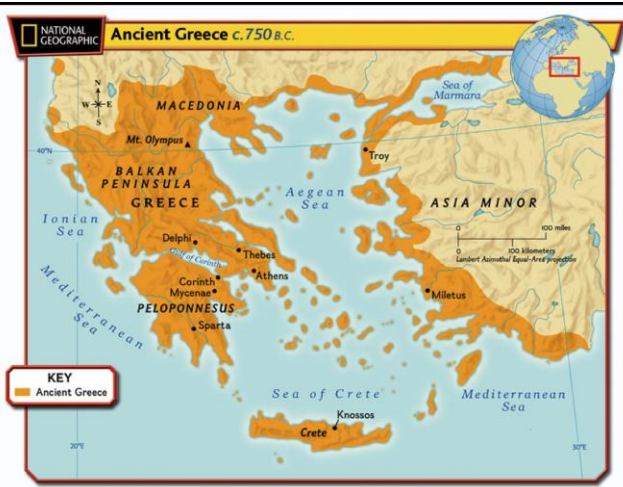 NATIONAL
GEOGRAPHIC
Ancient Greece c.750 B.C.
N
W E
S
MACEDONIA
Sea of
Marmara
Mt. Olympus
40°N
40°N
Troy
BALKAN
PENINSULA
GREECE
Aegean
Sea
ASIA MINOR
Ionian
Sea
0 100 miles
0 100 kilometers
Lambert Azimuthal Equal-Area projection
Delphi
Gulf of Corinth
Thebes
Athens
Corinth
Mycenae
Miletus
Mediterranean
Sea
PELOPONNESUS
Sparta
KEY
Ancient Greece
Sea of Crete
Mediterranean
Sea
Knossos
Crete
20°E
30°E